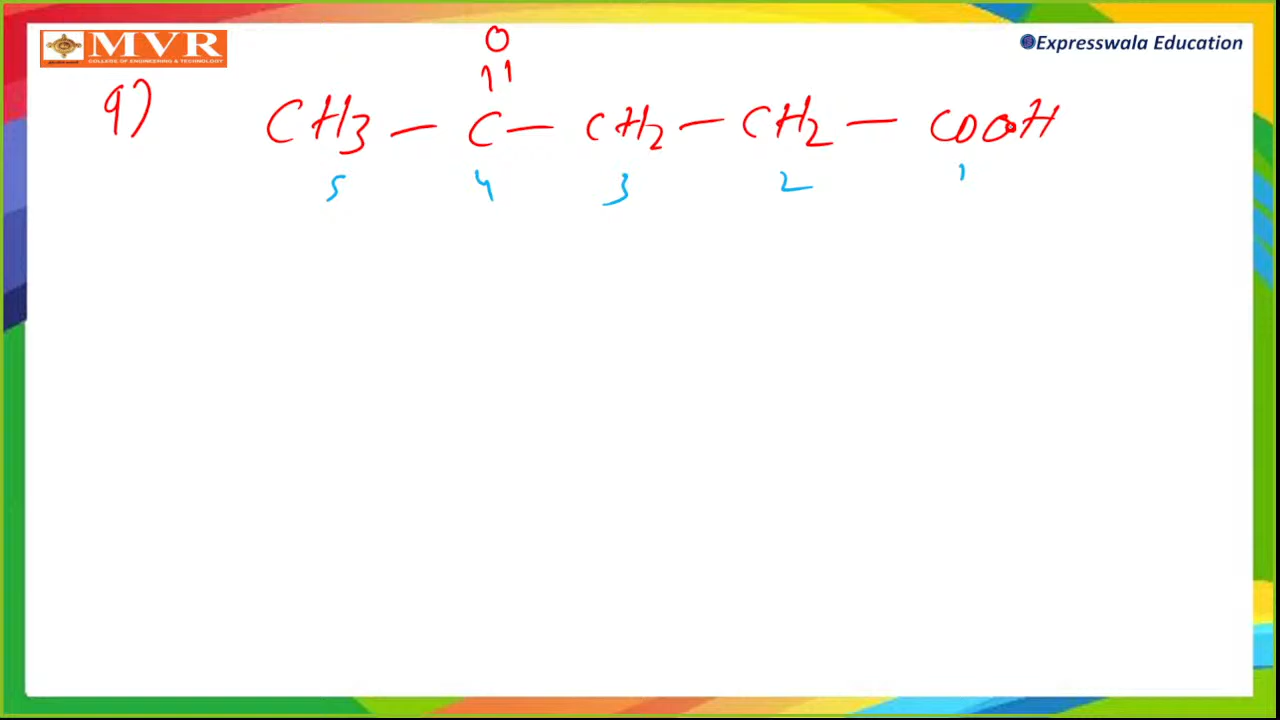 MVR
COLLEGE OF ENGINEERING & TECHNOLOGY
Expresswala Education
O
9) CH3 - C - CH2 - CH2 - COOH
5 4 3 2 1